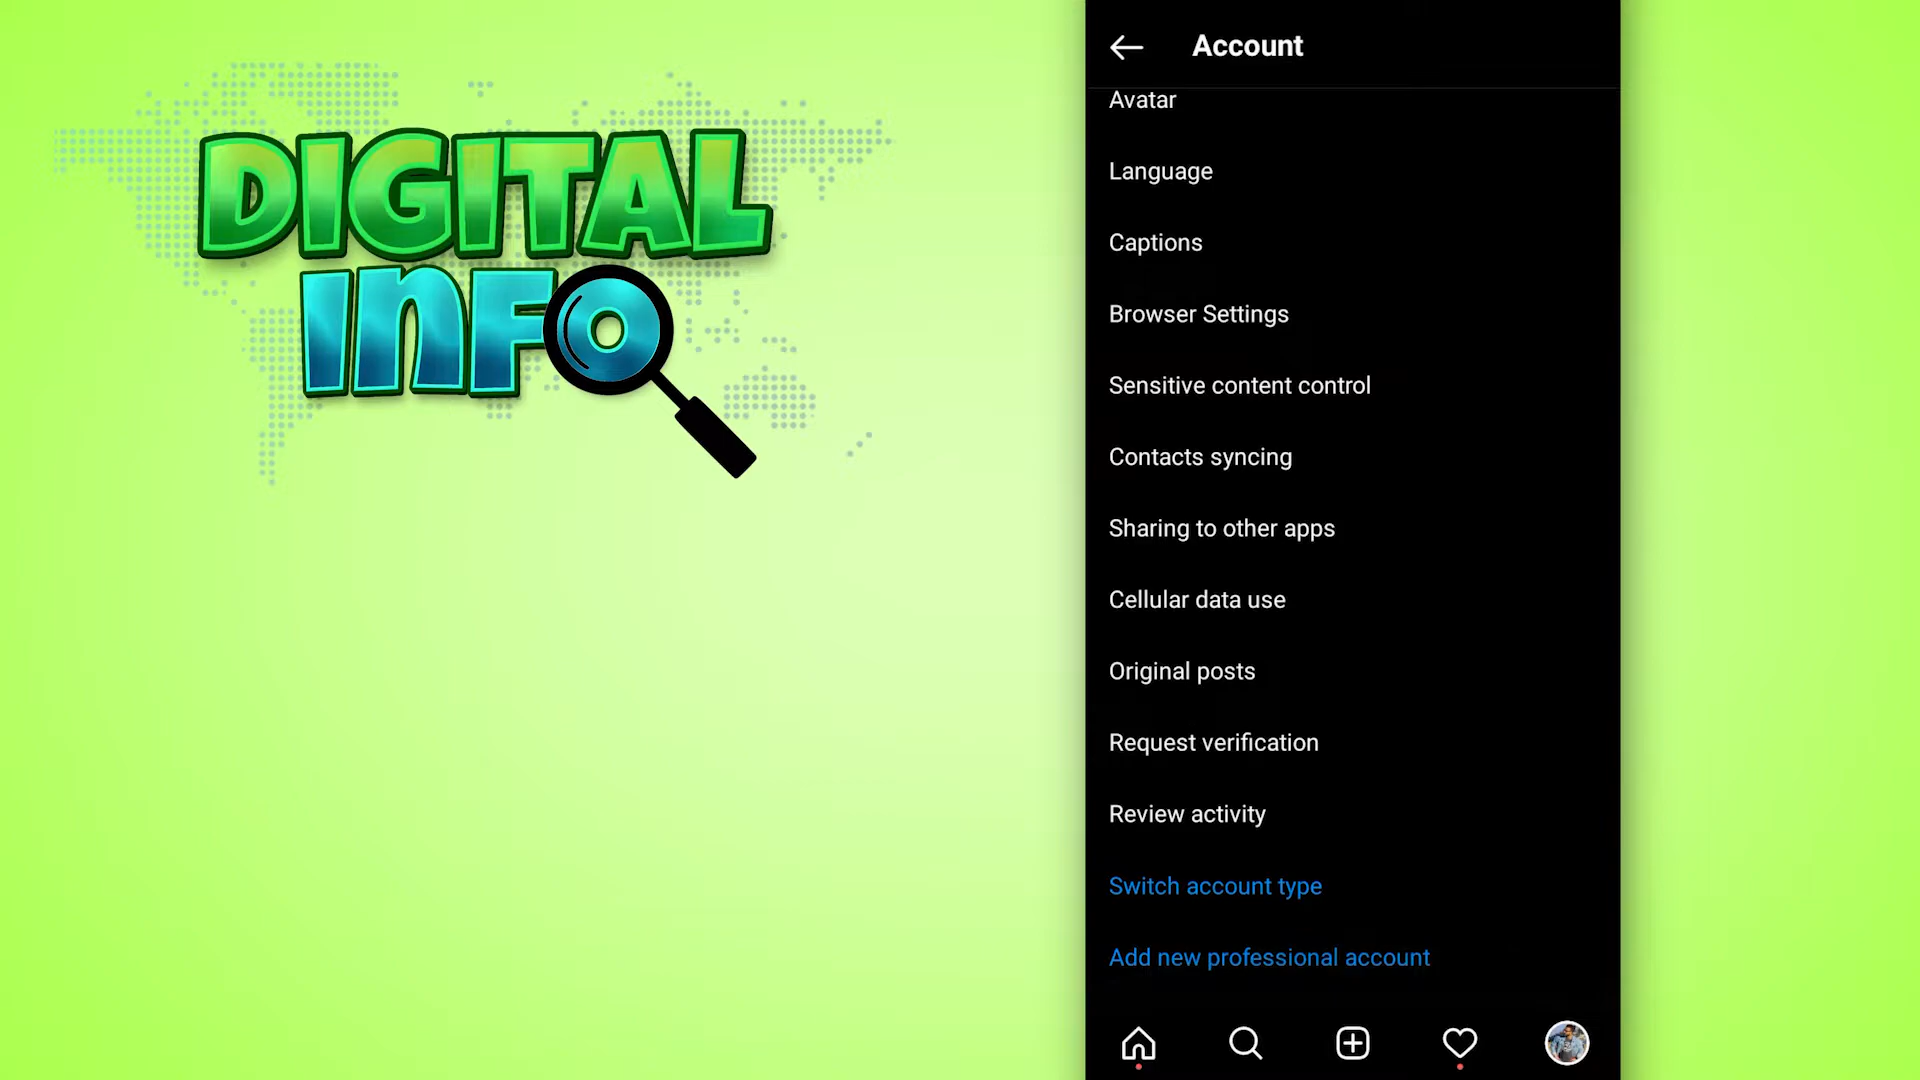 DIGITAL
INFO
Account
Avatar
Language
Captions
Browser Settings
Sensitive content control
Contacts syncing
Sharing to other apps
Cellular data use
Original posts
Request verification
Review activity
Switch account type
Add new professional account